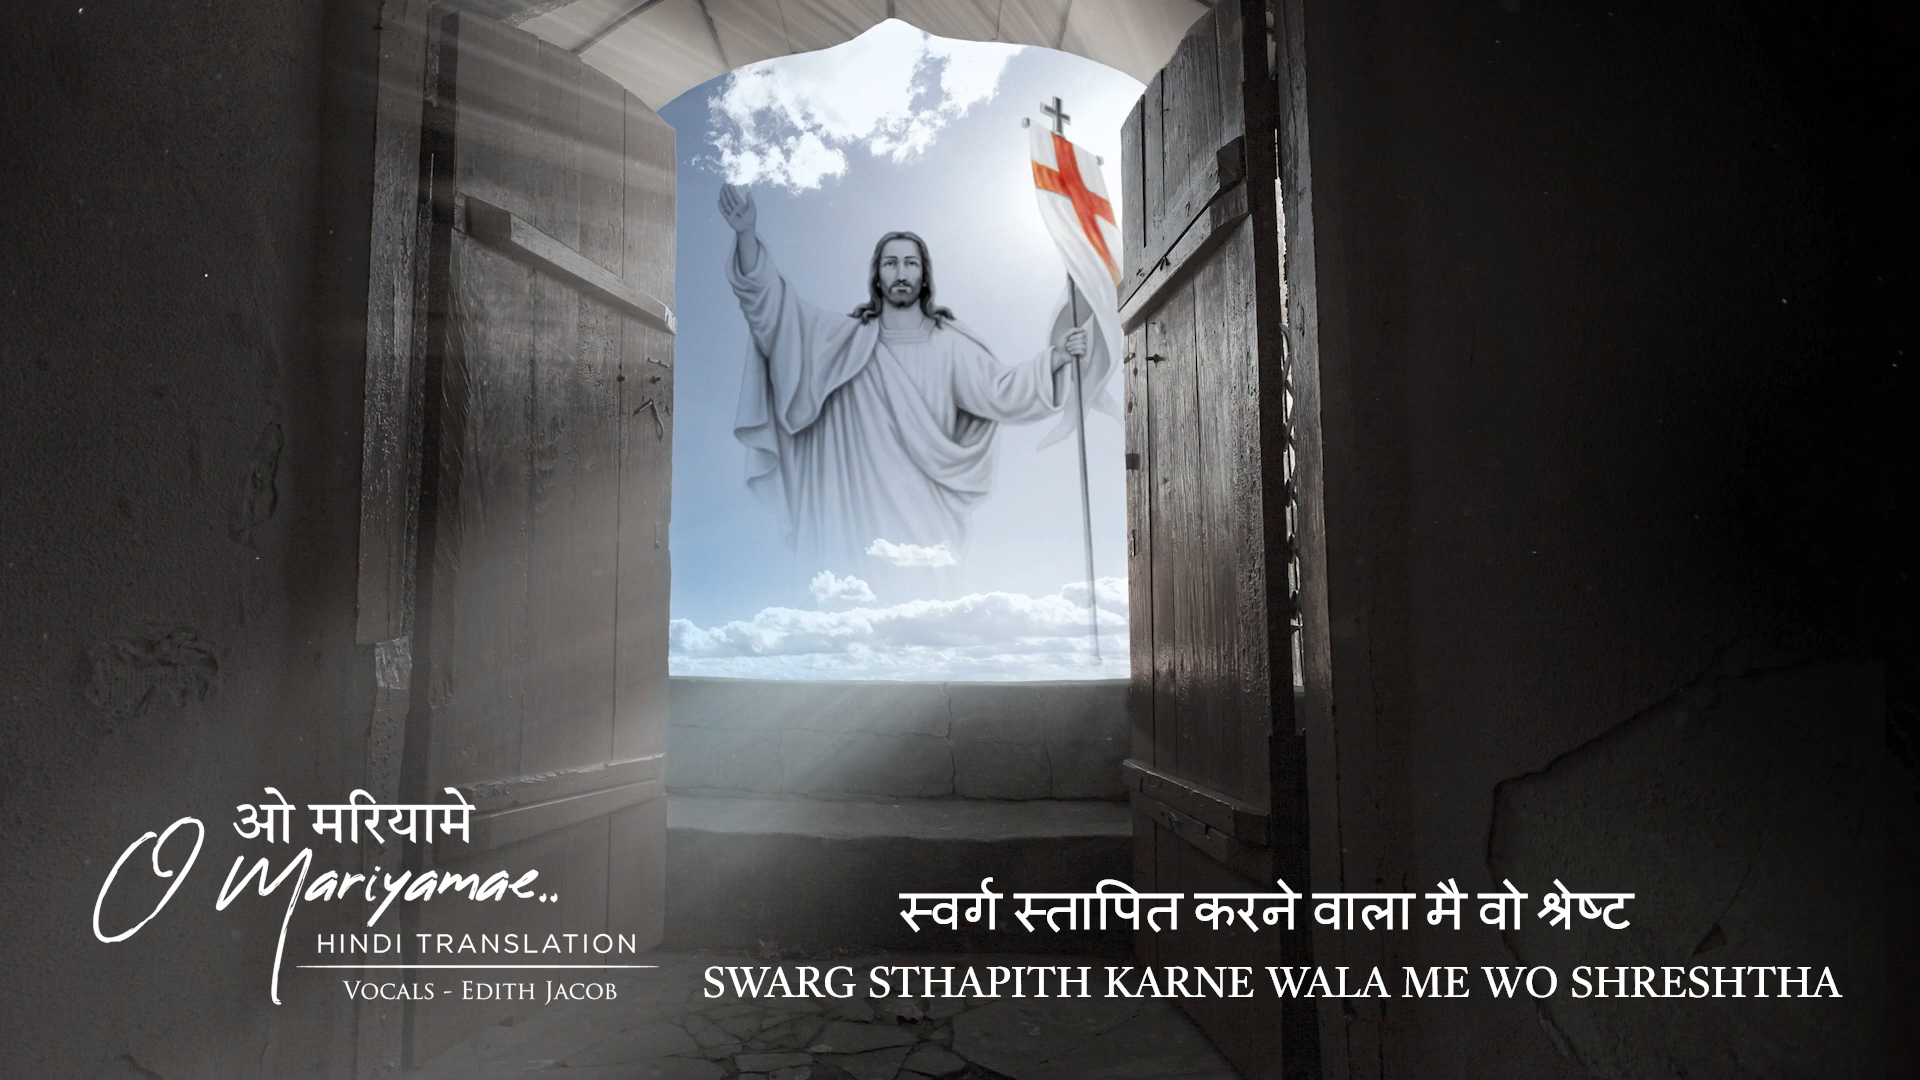 ओ मरियामे
O Mariyamae..
HINDI TRANSLATION
VOCALS - EDITH JACOB
स्वर्ग स्तापित करने वाला मै वो श्रेष्ट
SWARG STHAPITH KARNE WALA ME WO SHRESHTHA